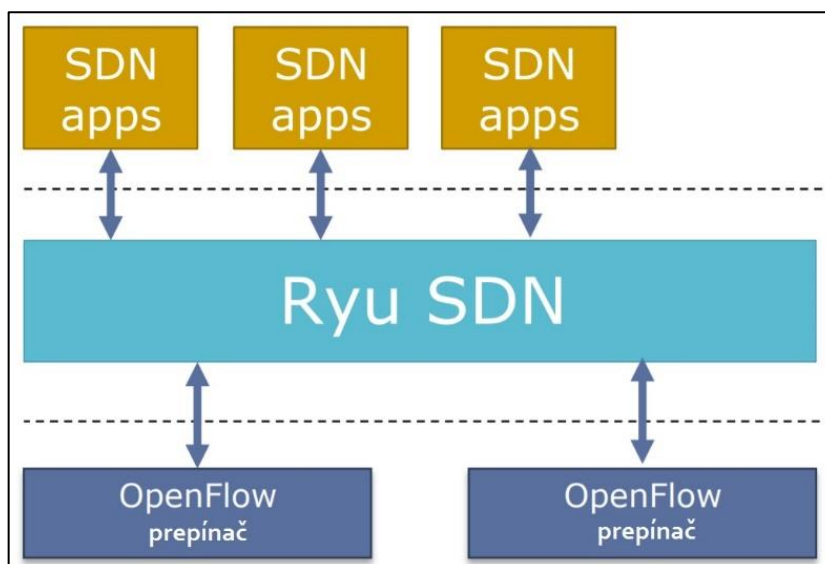 SDN
apps
SDN
apps
SDN
apps
Ryu SDN
OpenFlow
prepínač
OpenFlow
prepínač